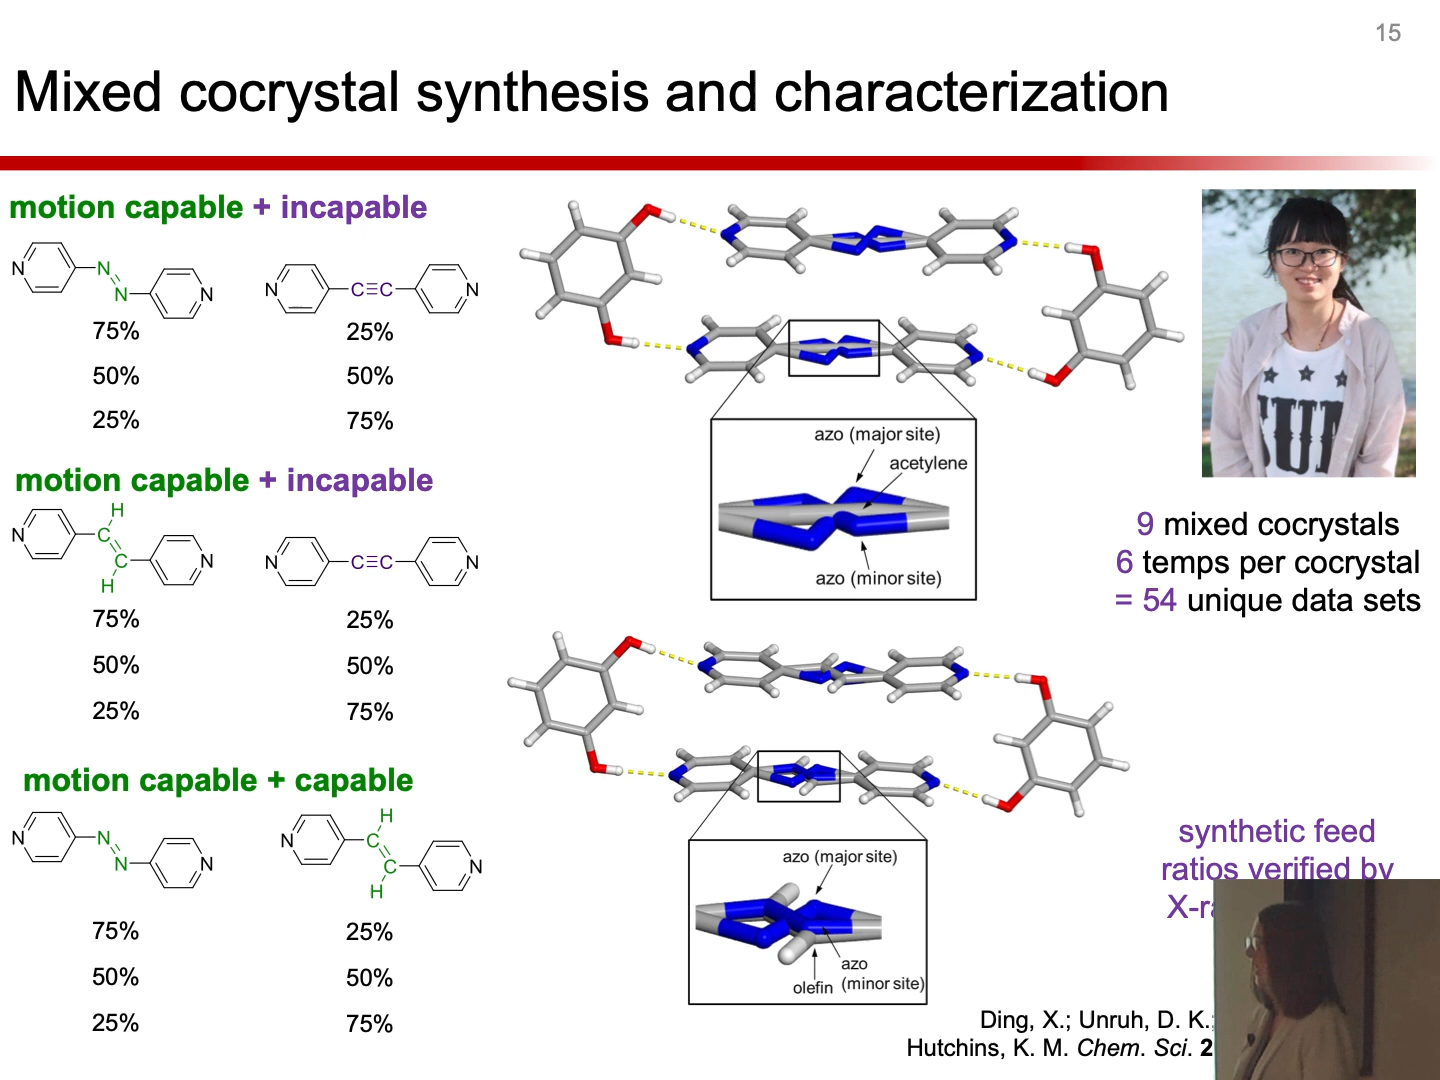 15
Mixed cocrystal synthesis and characterization
motion capable + incapable
N N N N
N C≡C N
75% 25%
50% 50%
25% 75%
motion capable + incapable
N H C C H N
N C≡C N
75% 25%
50% 50%
25% 75%
motion capable + capable
N N N N
N H C C H N
75% 25%
50% 50%
25% 75%
azo (major site)
acetylene
azo (minor site)
azo (major site)
azo
olefin (minor site)
9 mixed cocrystals
6 temps per cocrystal
= 54 unique data sets
synthetic feed
ratios verified by
Ding, X.; Unruh, D. K.;
Hutchins, K. M. Chem. Sci.